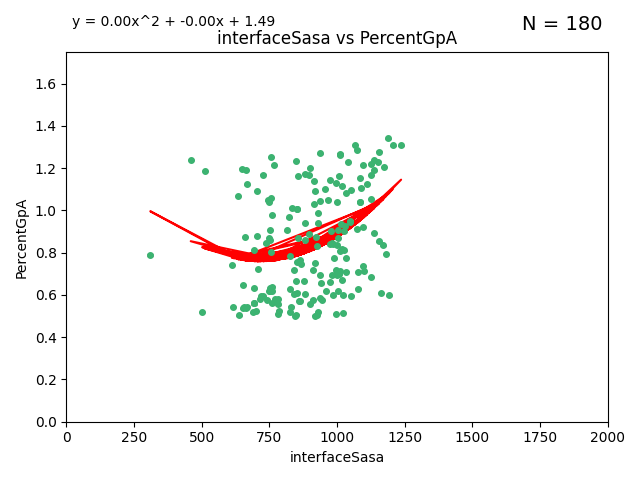 y = 0.00x^2 + -0.00x + 1.49
N = 180
interfaceSasa vs PercentGpA
PercentGpA
1.6
1.4
1.2
1.0
0.8
0.6
0.4
0.2
0.0
0 250 500 750 1000 1250 1500 1750 2000
interfaceSasa